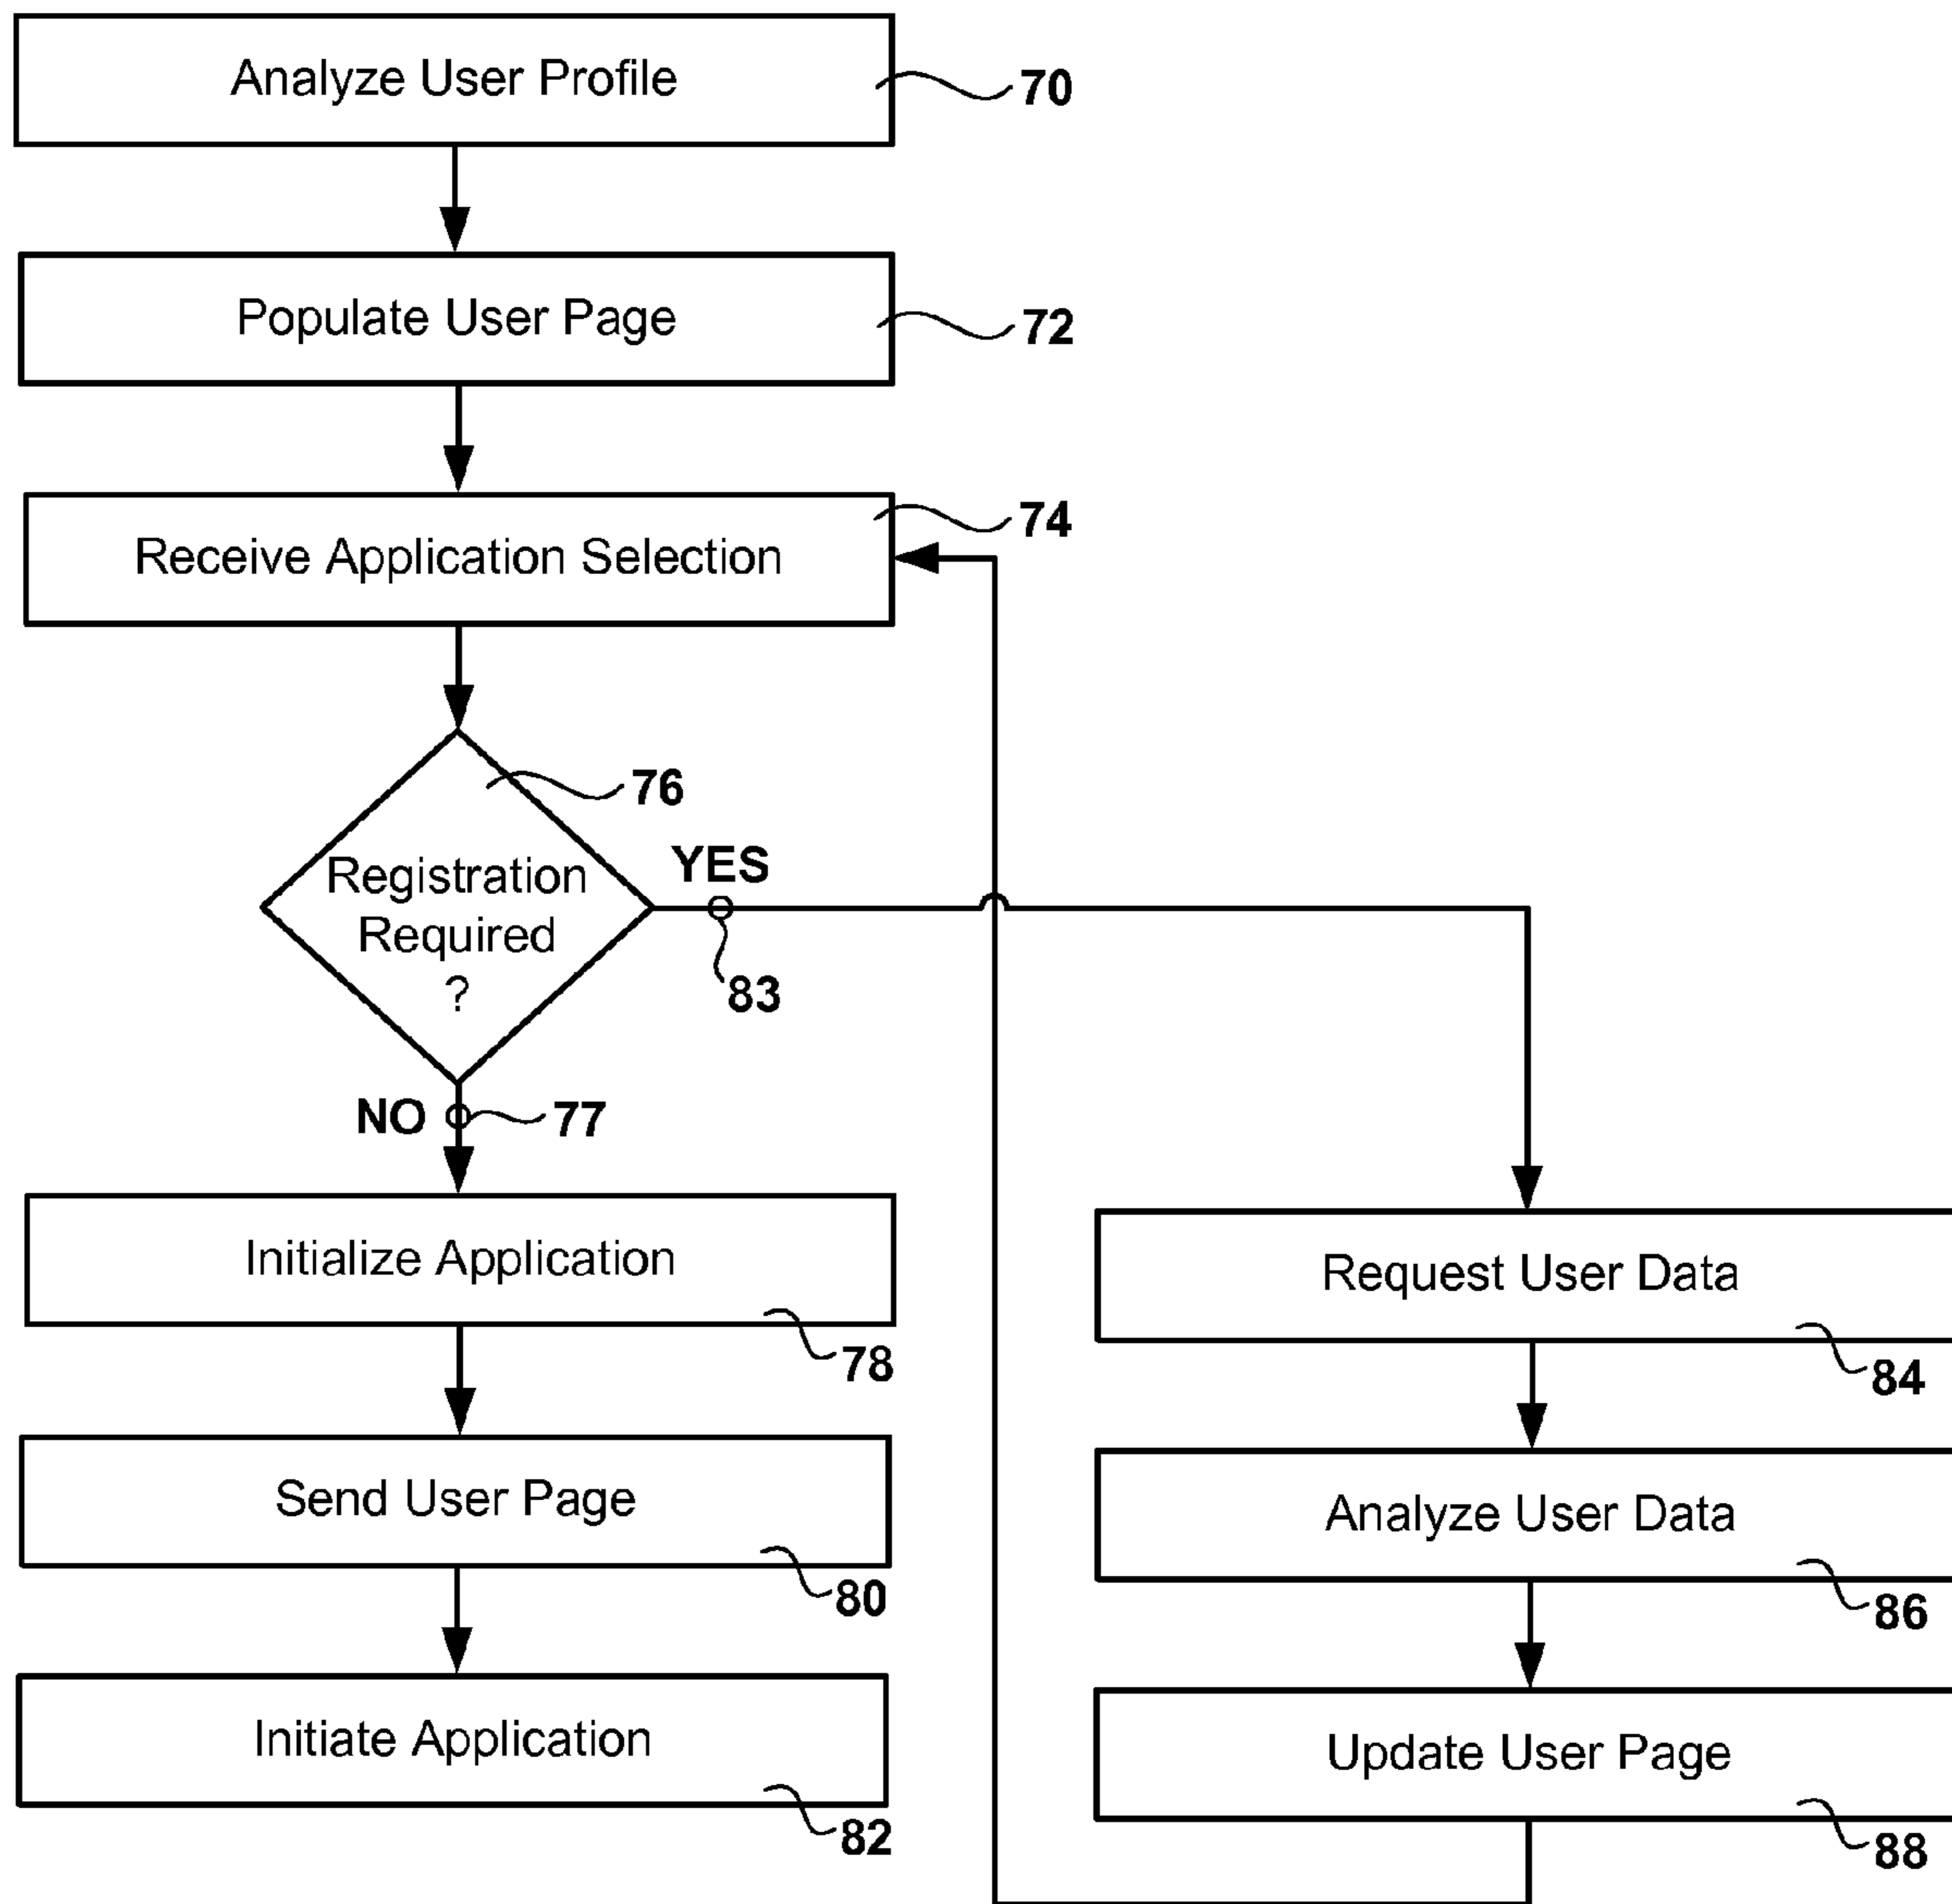 Analyze User Profile
70
Populate User Page
72
Receive Application Selection
74
76
Registration
Required
?
YES
83
NO
77
Initialize Application
78
Send User Page
80
Initiate Application
82
Request User Data
84
Analyze User Data
86
Update User Page
88